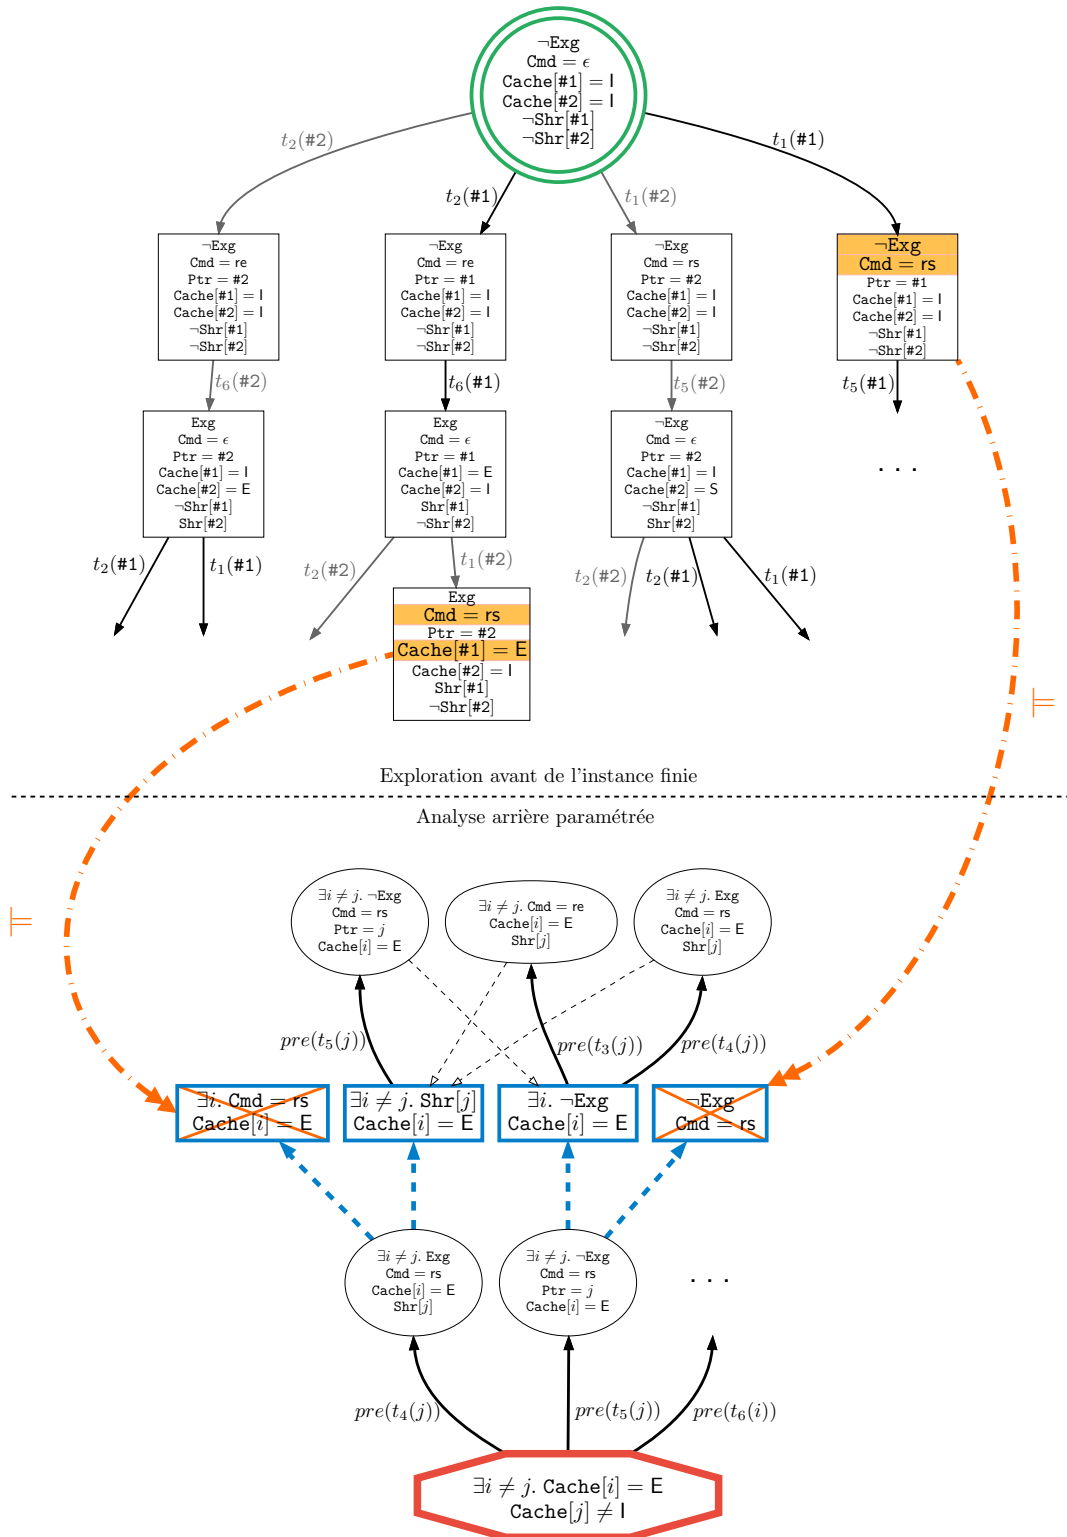 ¬Exg
Cmd = ϵ
Cache[#1] = I
Cache[#2] = I
¬Shr[#1]
¬Shr[#2]
t₂(#2)
t₂(#1)
t₁(#2)
t₁(#1)
¬Exg
Cmd = re
Ptr = #2
Cache[#1] = I
Cache[#2] = I
¬Shr[#1]
¬Shr[#2]
¬Exg
Cmd = re
Ptr = #1
Cache[#1] = I
Cache[#2] = I
¬Shr[#1]
¬Shr[#2]
¬Exg
Cmd = rs
Ptr = #2
Cache[#1] = I
Cache[#2] = I
¬Shr[#1]
¬Shr[#2]
¬Exg
Cmd = rs
Ptr = #1
Cache[#1] = I
Cache[#2] = I
¬Shr[#1]
¬Shr[#2]
t₆(#2)
t₆(#1)
t₅(#2)
t₅(#1)
Exg
Cmd = ϵ
Ptr = #2
Cache[#1] = I
Cache[#2] = E
¬Shr[#1]
Shr[#2]
Exg
Cmd = ϵ
Ptr = #1
Cache[#1] = E
Cache[#2] = I
Shr[#1]
¬Shr[#2]
¬Exg
Cmd = ϵ
Ptr = #2
Cache[#1] = I
Cache[#2] = S
¬Shr[#1]
Shr[#2]
. . .
t₂(#1)
t₁(#1)
t₂(#2)
t₁(#2)
t₂(#2)
t₂(#1)
t₁(#1)
Exg
Cmd = rs
Ptr = #2
Cache[#1] = E
Cache[#2] = I
Shr[#1]
¬Shr[#2]
⊨
Exploration avant de l'instance finie
Analyse arrière paramétrée
⊨
∃i ≠ j. ¬Exg
Cmd = rs
Ptr = j
Cache[i] = E
∃i ≠ j. Cmd = re
Cache[i] = E
Shr[j]
∃i ≠ j. Exg
Cmd = rs
Cache[i] = E
Shr[j]
pre(t₅(j))
pre(t₃(j))
pre(t₄(j))
∃i. Cmd = rs
Cache[i] = E
∃i ≠ j. Shr[j]
Cache[i] = E
∃i. ¬Exg
Cache[i] = E
¬Exg
Cmd = rs
∃i ≠ j. Exg
Cmd = rs
Cache[i] = E
Shr[j]
∃i ≠ j. ¬Exg
Cmd = rs
Ptr = j
Cache[i] = E
. . .
pre(t₄(j))
pre(t₅(j))
pre(t₆(i))
∃i ≠ j. Cache[i] = E
Cache[j] ≠ I